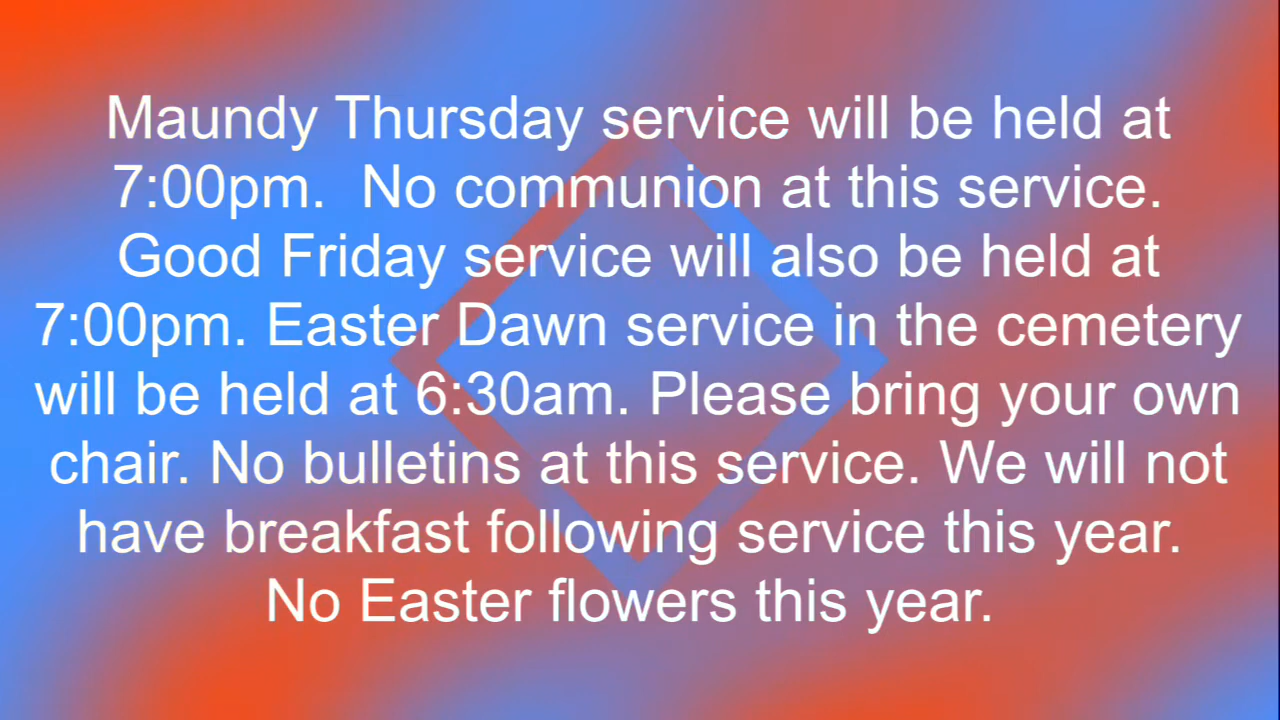 Maundy Thursday service will be held at
7:00pm.  No communion at this service.
Good Friday service will also be held at
7:00pm. Easter Dawn service in the cemetery
will be held at 6:30am. Please bring your own
chair. No bulletins at this service. We will not
have breakfast following service this year.
No Easter flowers this year.